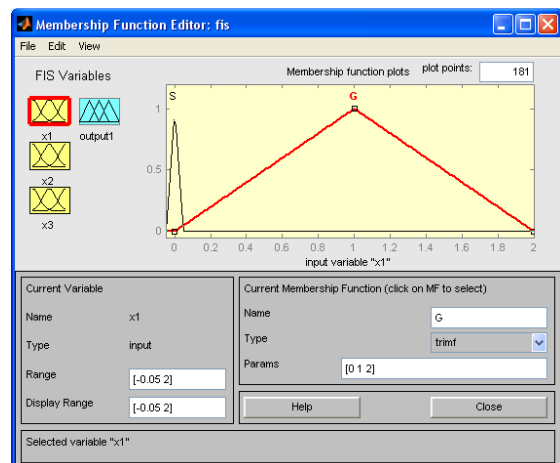 Membership Function Editor: fis
File Edit View
FIS Variables
Membership function plots
plot points:
181
x1
output1
x2
x3
S
G
1
0.5
0
0 0.2 0.4 0.6 0.8 1 1.2 1.4 1.6 1.8 2
input variable "x1"
Current Variable
Name x1
Type input
Range [-0.05 2]
Display Range [-0.05 2]
Current Membership Function (click on MF to select)
Name G
Type trimf
Params [0 1 2]
Help Close
Selected variable "x1"